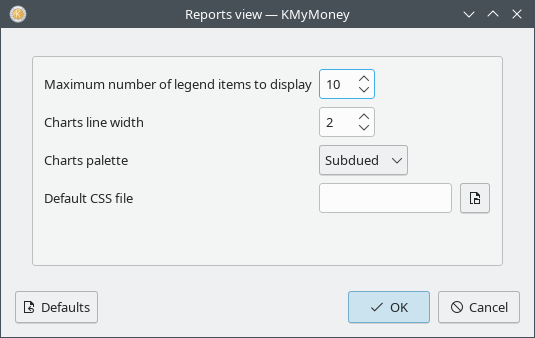 Reports view — KMyMoney
Maximum number of legend items to display 10
Charts line width 2
Charts palette Subdued
Default CSS file
Defaults OK Cancel